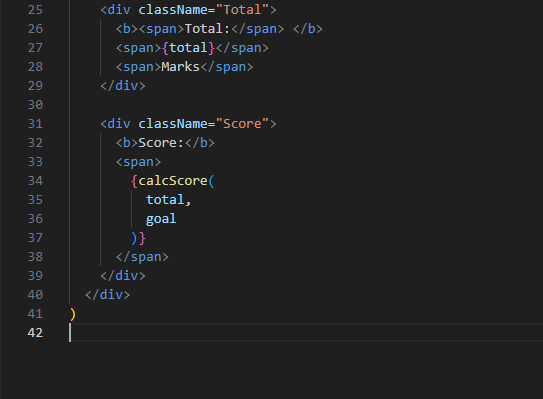 25 <div className="Total">
26 <b><span>Total:</span> </b>
27 <span>{total}</span>
28 <span>Marks</span>
29 </div>
30
31 <div className="Score">
32 <b>Score:</b>
33 <span>
34 {calcScore(
35 total,
36 goal
37 )}
38 </span>
39 </div>
40 </div>
41 )
42